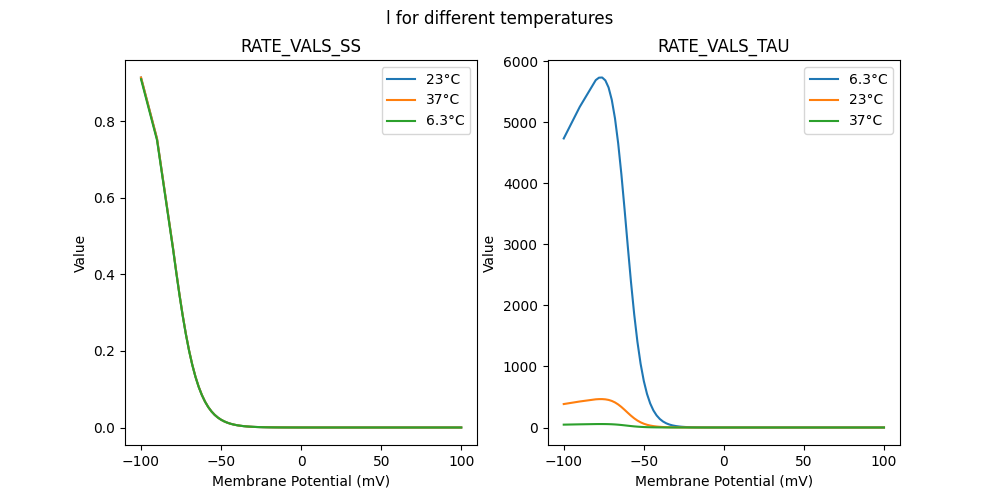 l for different temperatures
RATE_VALS_SS
23°C
37°C
6.3°C
0.8
0.6
0.4
0.2
0.0
Value
−100
−50
0
50
100
Membrane Potential (mV)
RATE_VALS_TAU
6.3°C
23°C
37°C
6000
5000
4000
3000
2000
1000
0
Value
−100
−50
0
50
100
Membrane Potential (mV)